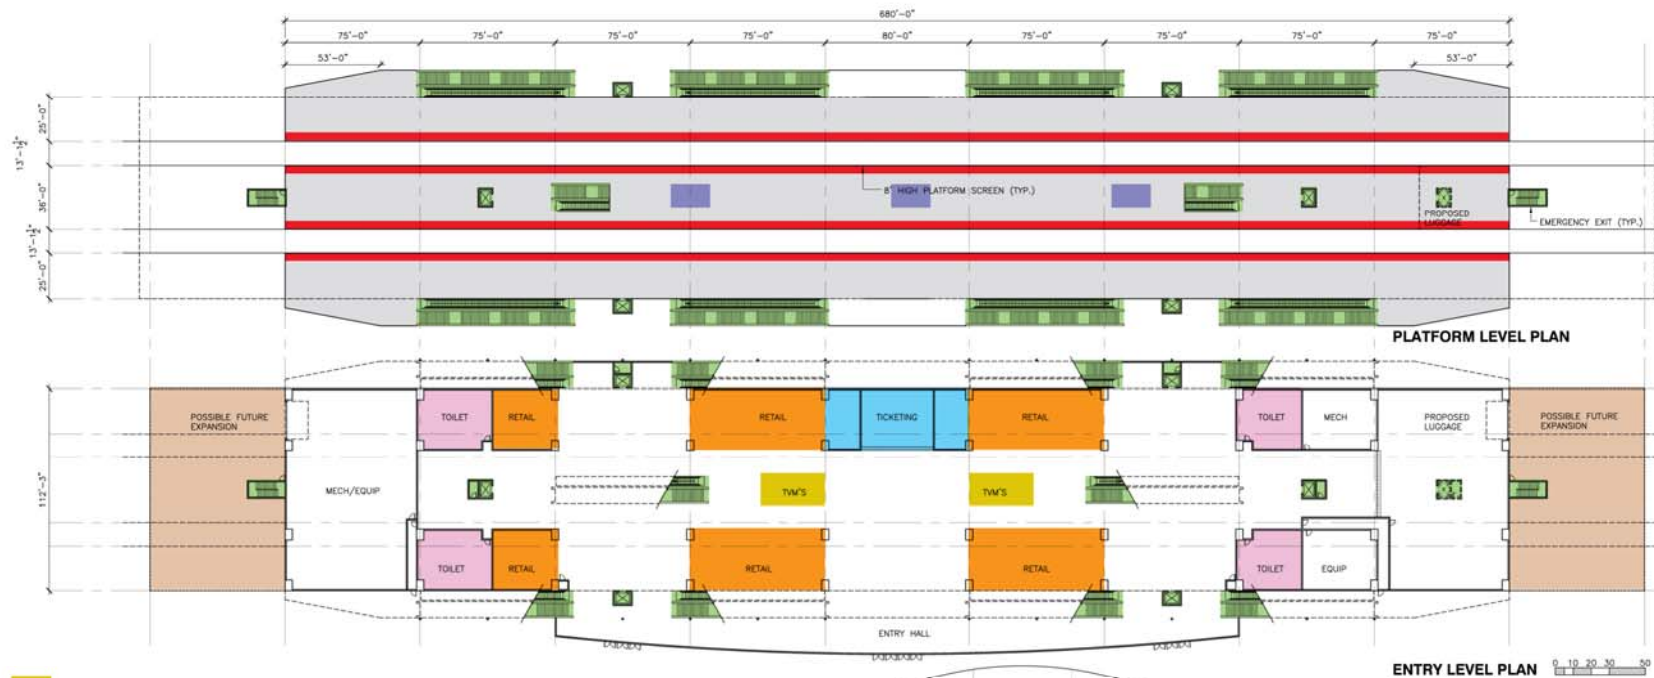 680'-0"
75'-0" 75'-0" 75'-0" 75'-0" 80'-0" 75'-0" 75'-0" 75'-0" 75'-0"
53'-0" 53'-0"
25'-0"
13'-1½"
36'-0"
13'-1½"
25'-0"
8' HIGH PLATFORM SCREEN (TYP.)
PROPOSED
LUGGAGE
EMERGENCY EXIT (TYP.)
PLATFORM LEVEL PLAN
112'-3"
POSSIBLE FUTURE
EXPANSION
TOILET RETAIL RETAIL TICKETING RETAIL TOILET MECH
PROPOSED
LUGGAGE
POSSIBLE FUTURE
EXPANSION
MECH/EQUIP TVM'S TVM'S
TOILET RETAIL RETAIL RETAIL TOILET EQUIP
ENTRY HALL
ENTRY LEVEL PLAN
0 10 20 30 50